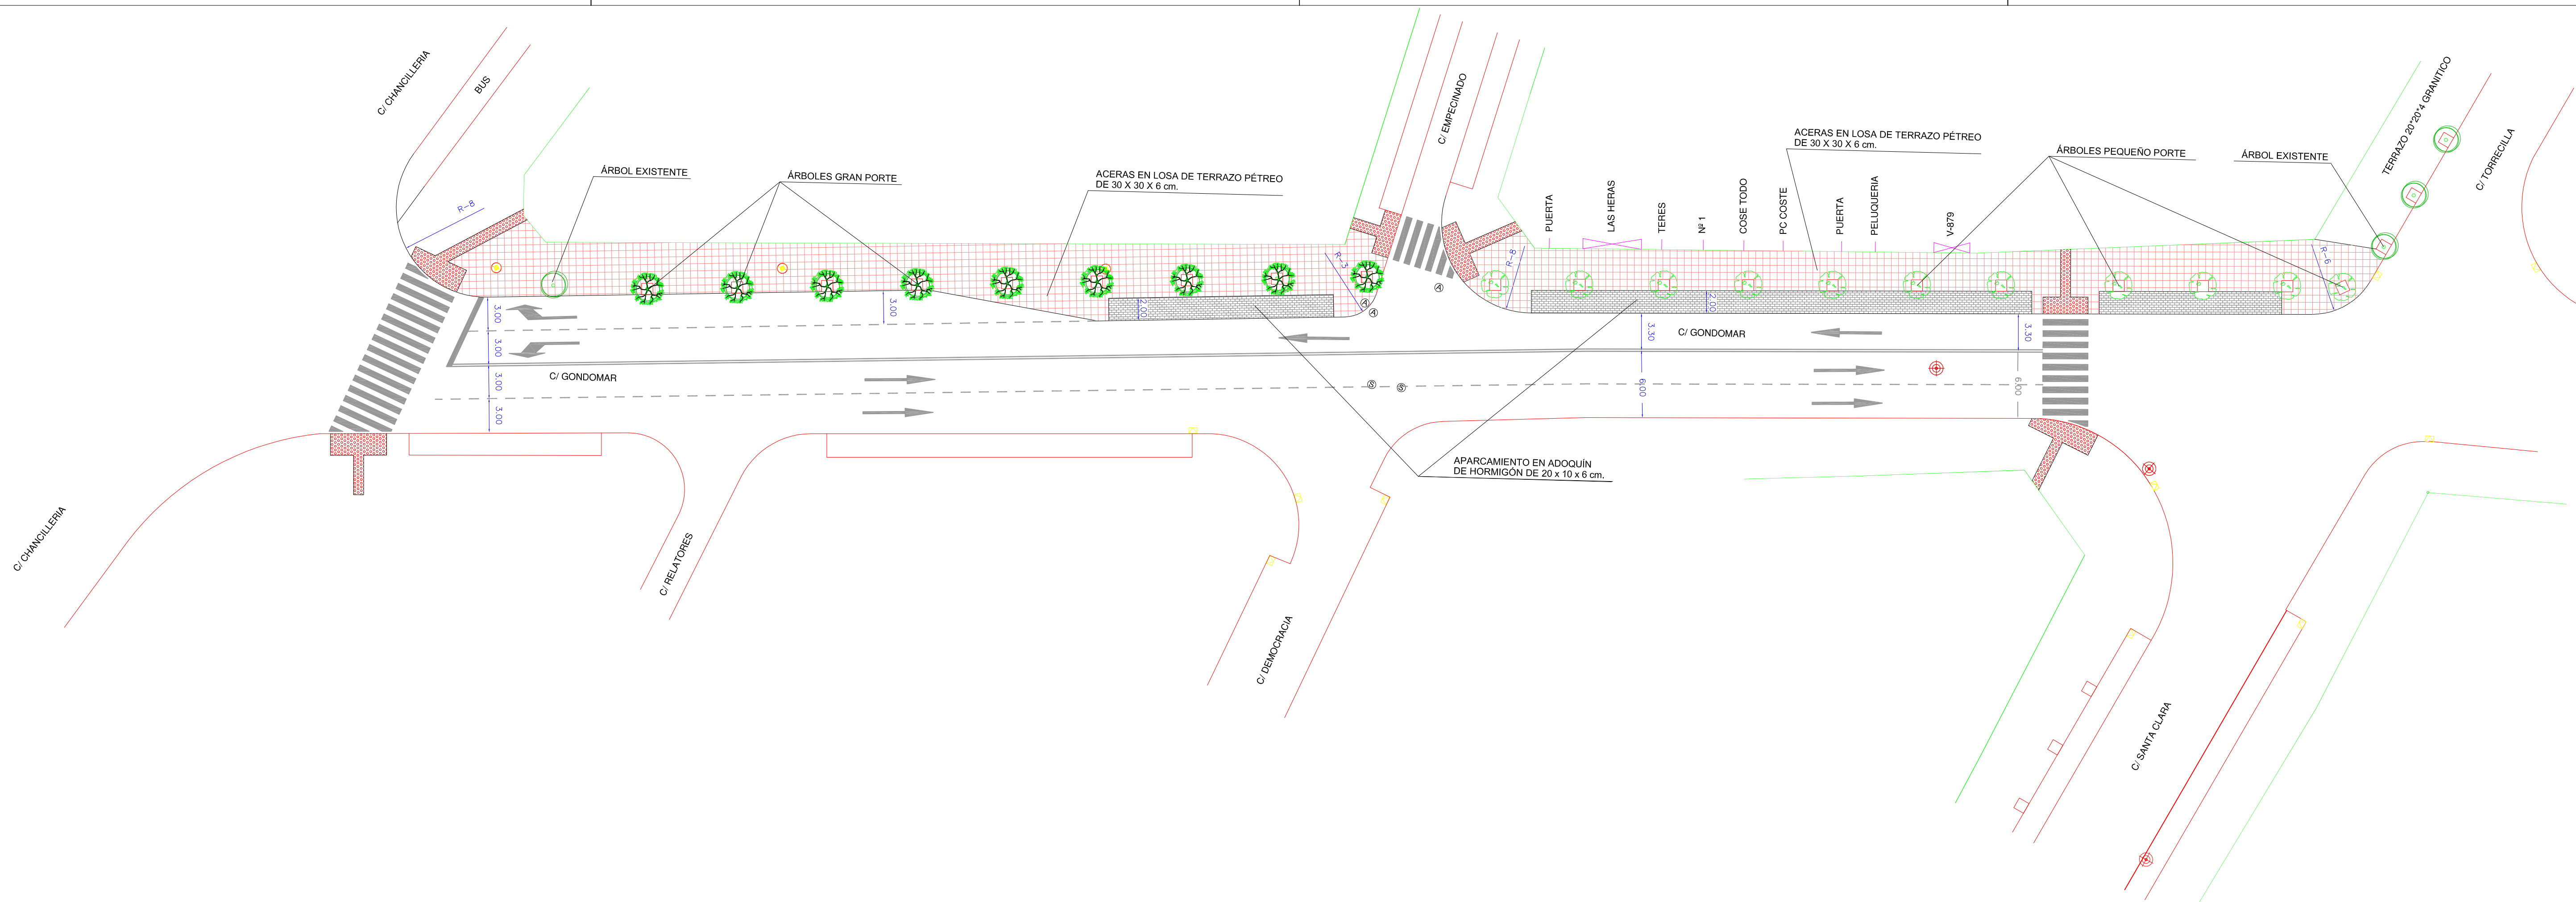 C/ CHANCILLERIA
BUS
R-8
ÁRBOL EXISTENTE
ÁRBOLES GRAN PORTE
ACERAS EN LOSA DE TERRAZO PÉTREO
DE 30 X 30 X 6 cm.
R-3
C/ EMPECINADO
R-8
PUERTA
LAS HERAS
TERES
Nº 1
COSE TODO
PC COSTE
PUERTA
PELUQUERIA
V-879
ACERAS EN LOSA DE TERRAZO PÉTREO
DE 30 X 30 X 6 cm.
ÁRBOLES PEQUEÑO PORTE
ÁRBOL EXISTENTE
R-6
TERRAZO 20*20*4 GRANITICO
C/ TORRECILLA
3.00
3.00
3.00
3.00
3.00
2.00
A
A
A
S
S
2.00
3.30
6.00
3.30
6.00
C/ GONDOMAR
C/ GONDOMAR
APARCAMIENTO EN ADOQUÍN
DE HORMIGÓN DE 20 x 10 x 6 cm.
C/ CHANCILLERIA
C/ RELATORES
C/ DEMOCRACIA
C/ SANTA CLARA